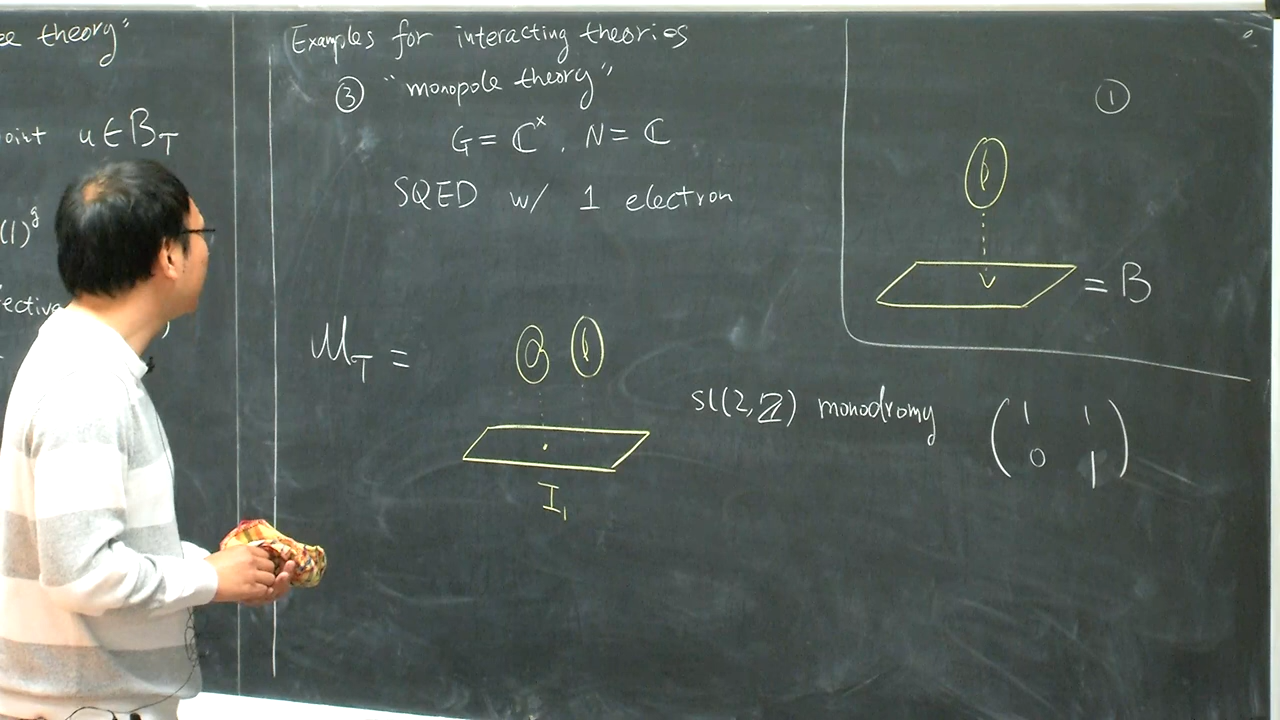 ee theory"
oint u ∈ B_T
(1)^g
ective
Examples for interacting theories
③ "monopole theory"
G = ℂ^×, N = ℂ
SQED w/ 1 electron
M_T =
I_1
①
= B
sl(2, ℤ) monodromy ( 1 1
0 1 )